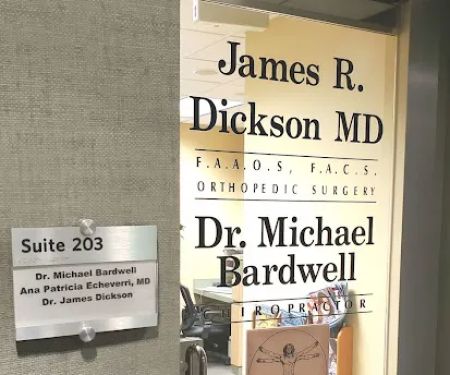 James R.
Dickson MD
F.A.A.O.S, F.A.C.S.
ORTHOPEDIC SURGERY
Dr. Michael
Bardwell
Suite 203
Dr. Michael Bardwell
Ana Patricia Echeverri, MD
Dr. James Dickson